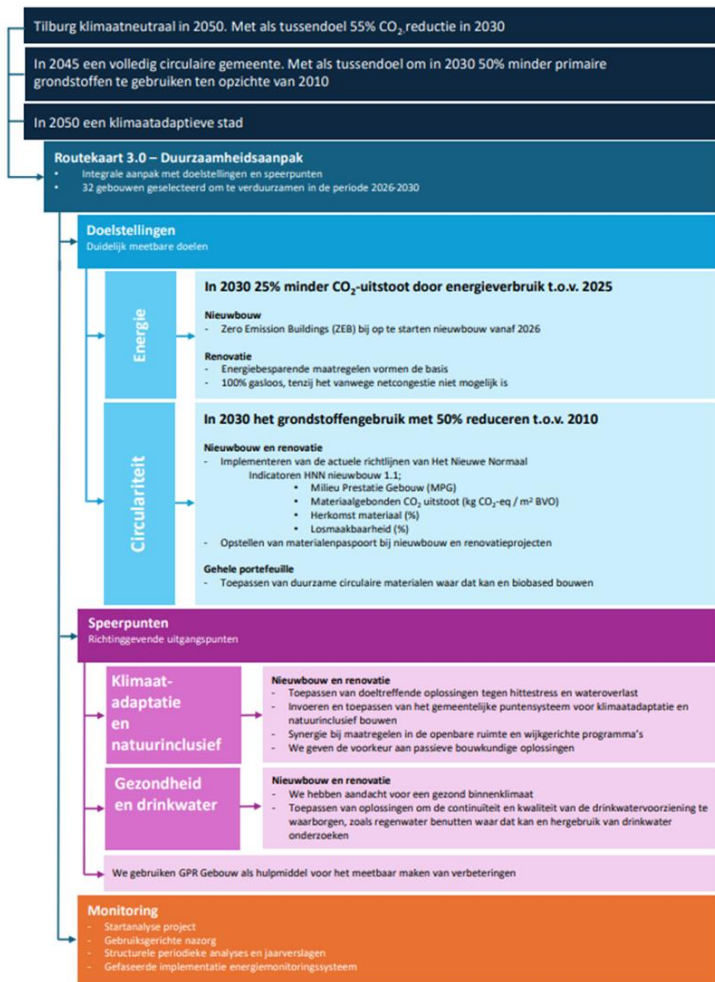 Tilburg klimaatneutraal in 2050. Met als tussendoel 55% CO₂-reductie in 2030
In 2045 een volledig circulaire gemeente. Met als tussendoel om in 2030 50% minder primaire
grondstoffen te gebruiken ten opzichte van 2010
In 2050 een klimaatadaptieve stad
Routekaart 3.0 – Duurzaamheidsaanpak
• Integrale aanpak met doelstellingen en speerpunten
• 32 gebouwen geselecteerd om te verduurzamen in de periode 2026-2030
Doelstellingen
Duidelijk meetbare doelen
Energie
In 2030 25% minder CO₂-uitstoot door energieverbruik t.o.v. 2025
Nieuwbouw
- Zero Emission Buildings (ZEB) bij op te starten nieuwbouw vanaf 2026
Renovatie
- Energiebesparende maatregelen vormen de basis
- 100% gasloos, tenzij het vanwege netcongestie niet mogelijk is
Circulariteit
In 2030 het grondstoffengebruik met 50% reduceren t.o.v. 2010
Nieuwbouw en renovatie
- Implementeren van de actuele richtlijnen van Het Nieuwe Normaal
Indicatoren HNN nieuwbouw 1.1;
• Milieu Prestatie Gebouw (MPG)
• Materiaalgebonden CO₂ uitstoot (kg CO₂-eq / m² BVO)
• Herkomst materiaal (%)
• Losmaakbaarheid (%)
- Opstellen van materialenpaspoort bij nieuwbouw en renovatieprojecten
Gehele portefeuille
- Toepassen van duurzame circulaire materialen waar dat kan en biobased bouwen
Speerpunten
Richtinggevende uitgangspunten
Klimaat-
adaptatie
en
natuurinclusief
Nieuwbouw en renovatie
- Toepassen van doeltreffende oplossingen tegen hittestress en wateroverlast
- Invoeren en toepassen van het gemeentelijke puntensysteem voor klimaatadaptatie en
natuurinclusief bouwen
- Synergie bij maatregelen in de openbare ruimte en wijkgerichte programma's
- We geven de voorkeur aan passieve bouwkundige oplossingen
Gezondheid
en drinkwater
Nieuwbouw en renovatie
- We hebben aandacht voor een gezond binnenklimaat
- Toepassen van oplossingen om de continuïteit en kwaliteit van de drinkwatervoorziening te
waarborgen, zoals regenwater benutten waar dat kan en hergebruik van drinkwater
onderzoeken
We gebruiken GPR Gebouw als hulpmiddel voor het meetbaar maken van verbeteringen
Monitoring
- Startanalyse project
- Gebruiksgerichte nazorg
- Structurele periodieke analyses en jaarverslagen
- Gefaseerde implementatie energiemonitoringssysteem